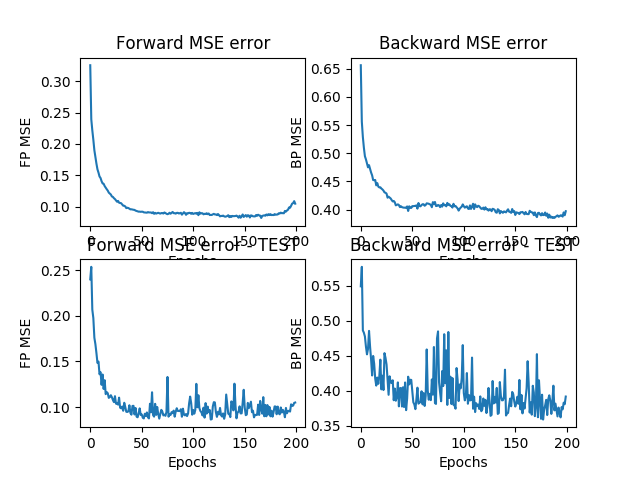 Forward MSE error
Backward MSE error
0.30
0.25
0.20
0.15
0.10
FP MSE
0 50 100 150 200
Epochs
0.65
0.60
0.55
0.50
0.45
0.40
BP MSE
0 50 100 150 200
Epochs
Forward MSE error - TEST
Backward MSE error - TEST
0.25
0.20
0.15
0.10
FP MSE
0 50 100 150 200
Epochs
0.55
0.50
0.45
0.40
0.35
BP MSE
0 50 100 150 200
Epochs